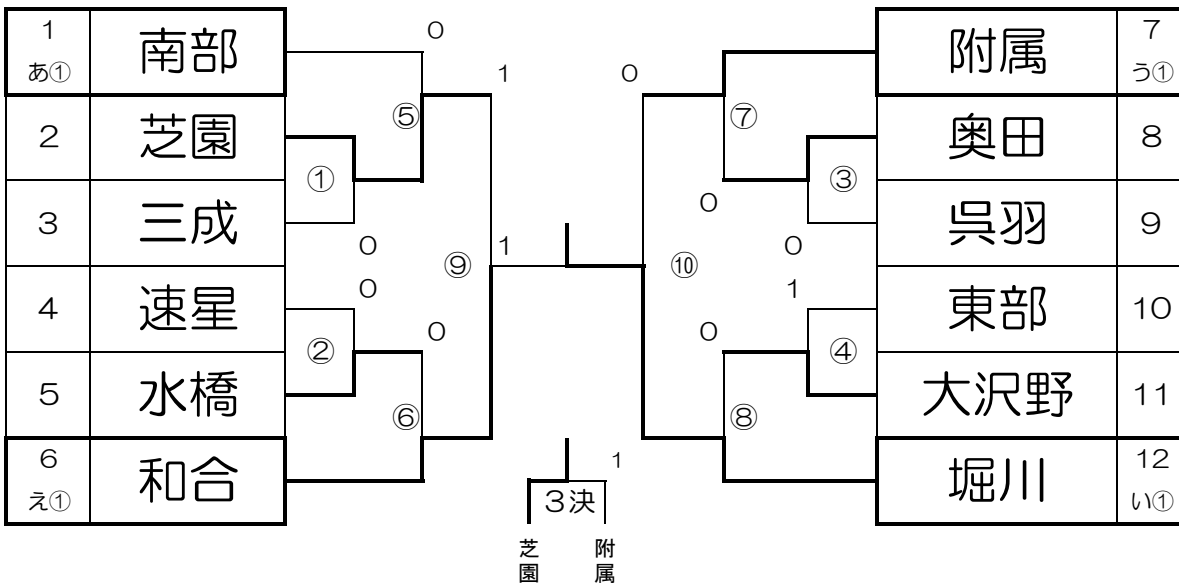 1 南部 あ①
2 芝園
3 三成
4 速星
5 水橋
6 和合 え①
0
1
⑤
①
0
0
⑨
1
②
0
⑥
0
⑦
③
0
0
⑩
1
0
④
⑧
附属 7 う①
奥田 8
呉羽 9
東部 10
大沢野 11
堀川 12 い①
1
3決
芝園
附属